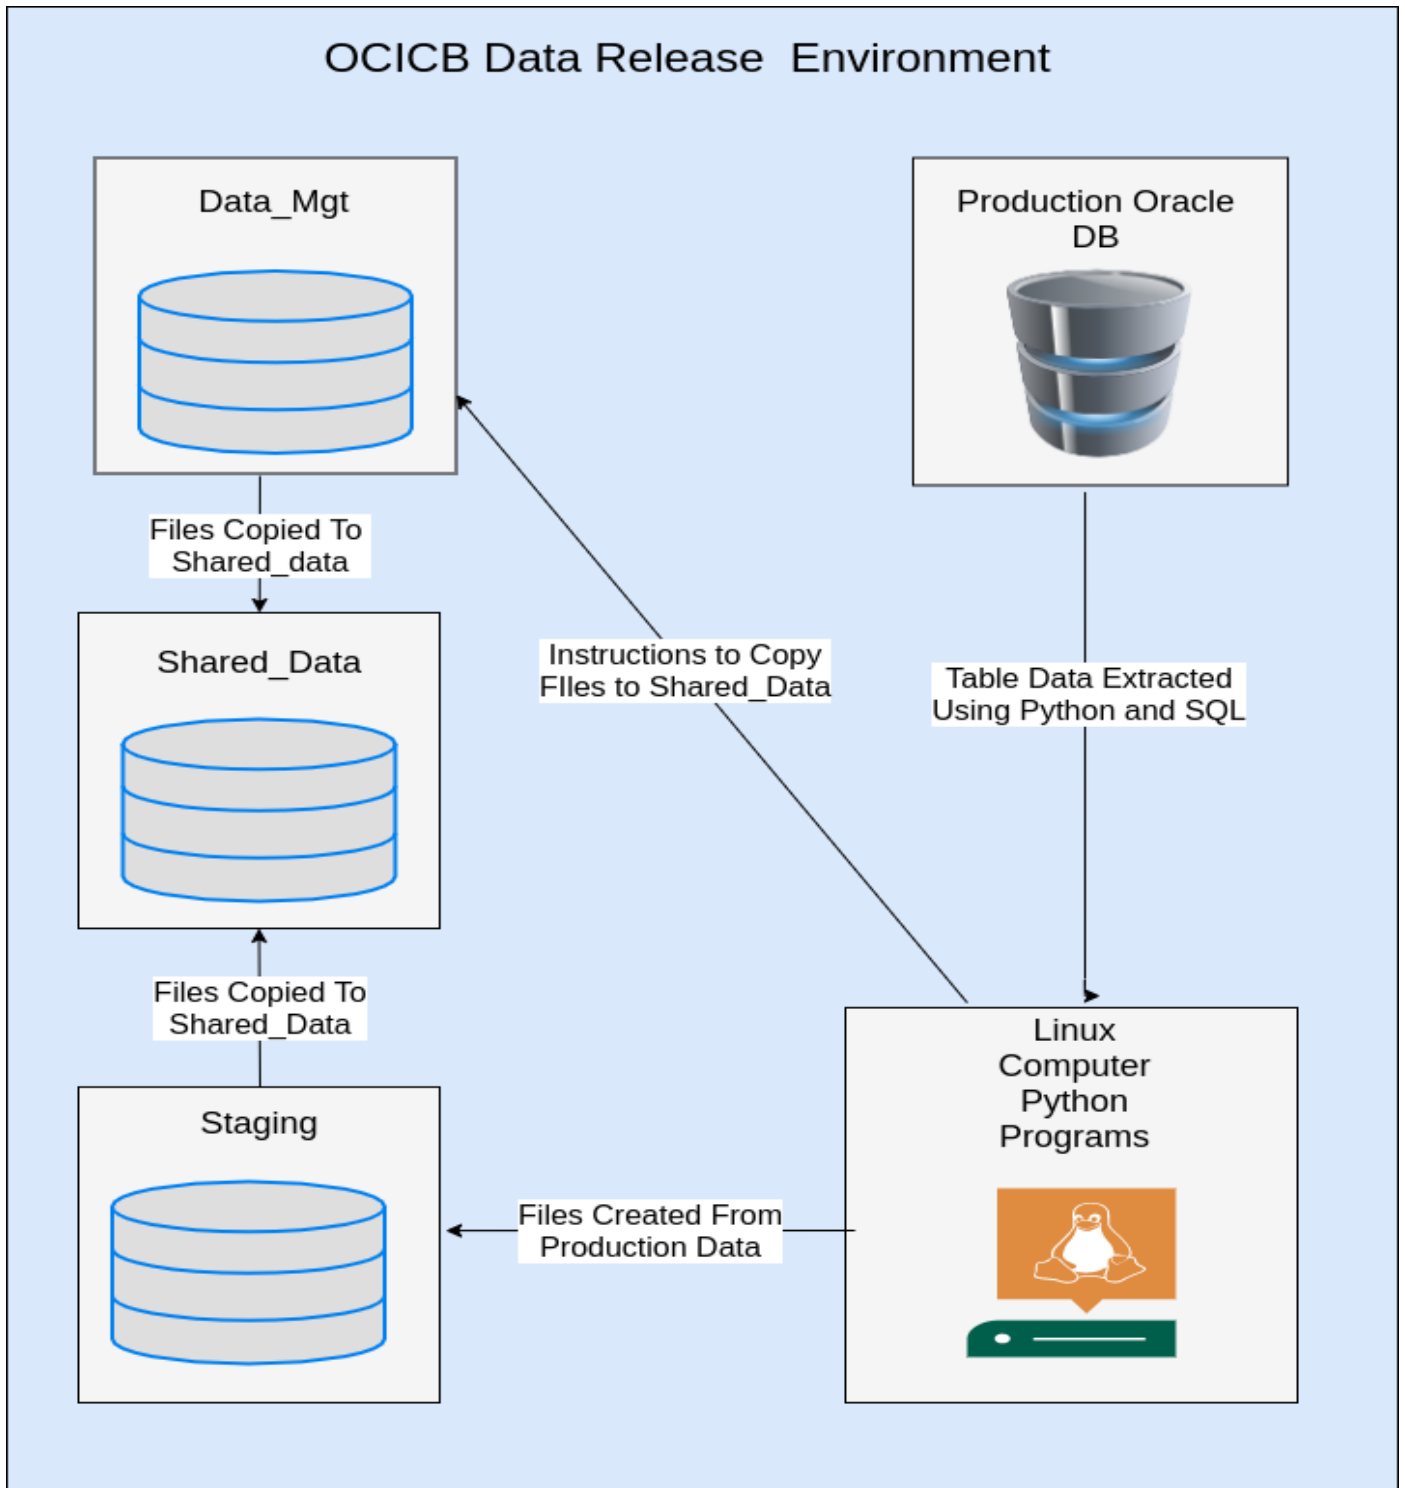 OCICB Data Release  Environment
Data_Mgt
Production Oracle
DB
Files Copied To
Shared_data
Shared_Data
Instructions to Copy
FIles to Shared_Data
Table Data Extracted
Using Python and SQL
Files Copied To
Shared_Data
Linux
Computer
Python
Programs
Staging
Files Created From
Production Data